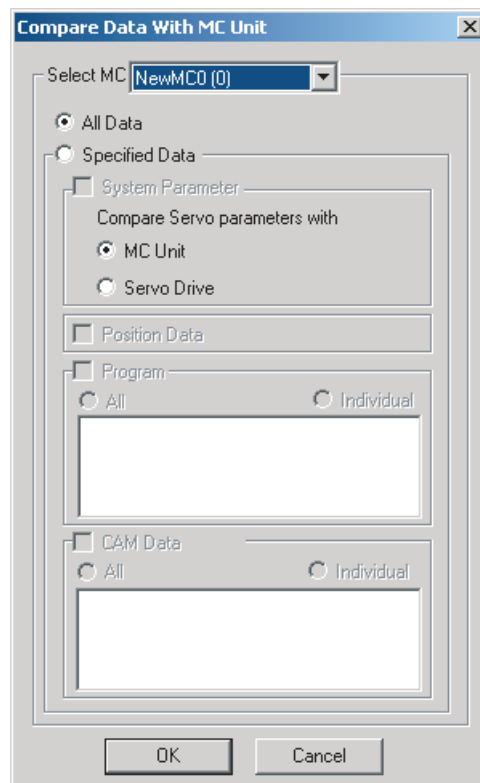 Compare Data With MC Unit
Select MC NewMC0 (0)
All Data
Specified Data
System Parameter
Compare Servo parameters with
MC Unit
Servo Drive
Position Data
Program
All Individual
CAM Data
All Individual
OK Cancel